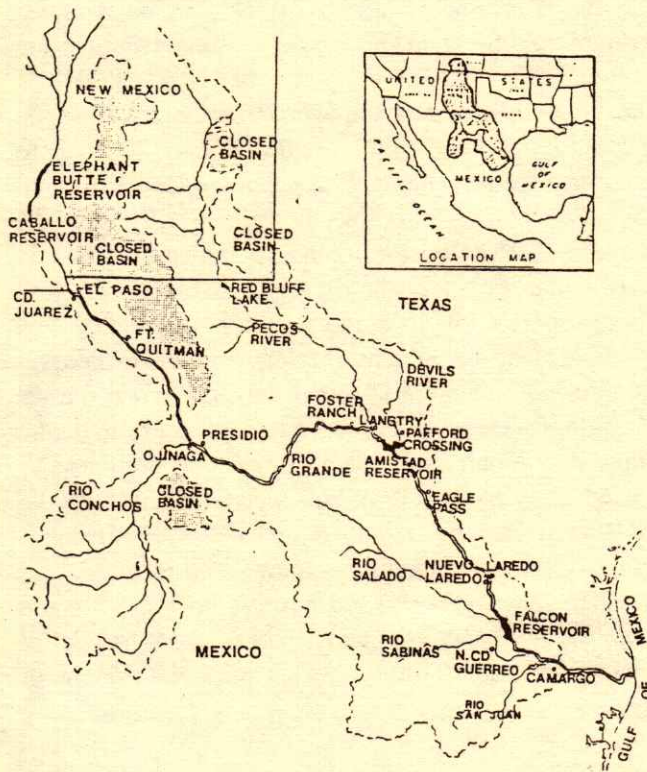 NEW MEXICO
CLOSED
BASIN
ELEPHANT
BUTTE
RESERVOIR
CABALLO
RESERVOIR
CLOSED
BASIN
CLOSED
BASIN
RED BLUFF
LAKE
EL PASO
CD.
JUAREZ
FT.
QUITMAN
PECOS
RIVER
TEXAS
DEVILS
RIVER
FOSTER
RANCH
LANGTRY
PAFFORD
CROSSING
PRESIDIO
OJINAGA
RIO
GRANDE
AMISTAD
RESERVOIR
EAGLE
PASS
RIO
CONCHOS
CLOSED
BASIN
RIO
SALADO
NUEVO
LAREDO
LAREDO
FALCON
RESERVOIR
RIO
SABINAS
N.CD
GUERREO
CAMARGO
RIO
SAN JUAN
MEXICO
GULF
OF
MEXICO
UNITED
STATES
PACIFIC OCEAN
MEXICO
GULF
OF
MEXICO
LOCATION MAP